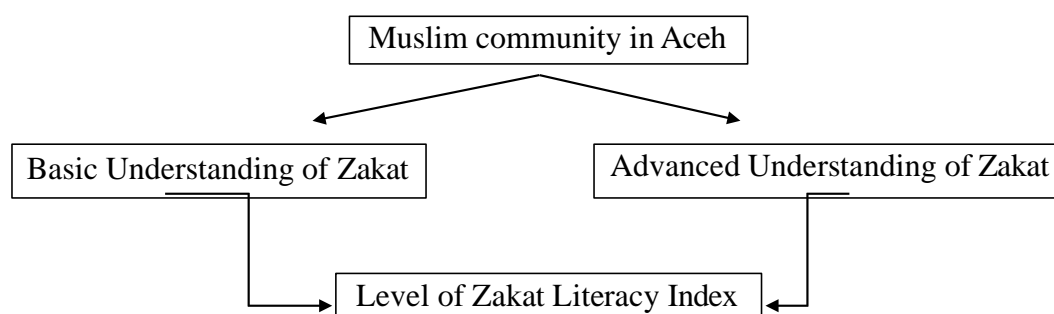 Muslim community in Aceh
Basic Understanding of Zakat
Advanced Understanding of Zakat
Level of Zakat Literacy Index